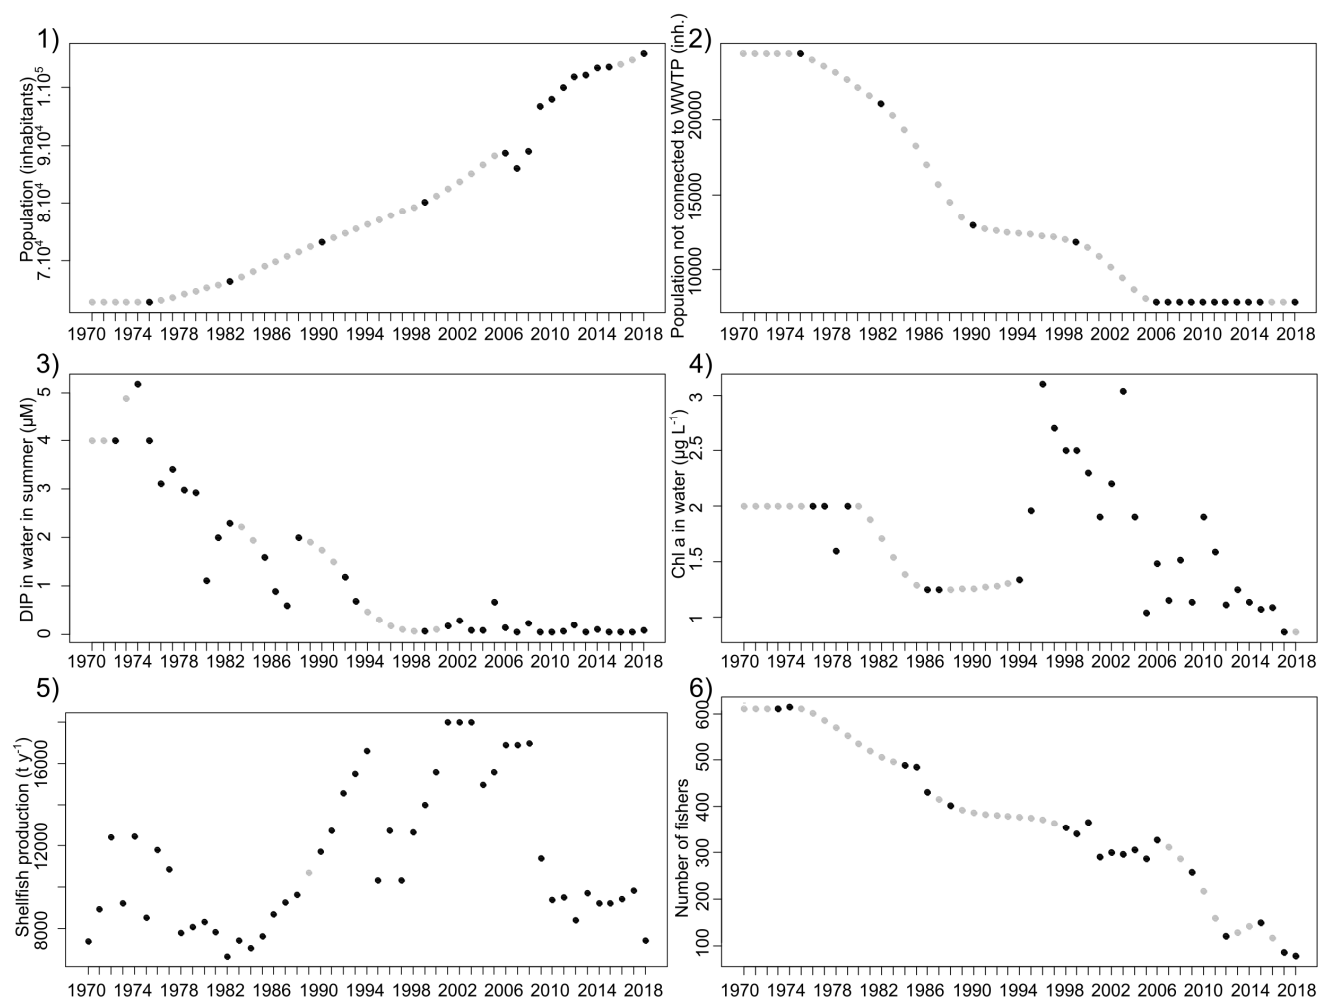 1)
Population (inhabitants)
7.10⁴ 8.10⁴ 9.10⁴ 1.10⁵
1970 1974 1978 1982 1986 1990 1994 1998 2002 2006 2010 2014 2018
2)
Population not connected to WWTP (inh.)
10000 15000 20000
1970 1974 1978 1982 1986 1990 1994 1998 2002 2006 2010 2014 2018
3)
DIP in water in summer (µM)
0 1 2 3 4 5
1970 1974 1978 1982 1986 1990 1994 1998 2002 2006 2010 2014 2018
4)
Chl a in water (µg L⁻¹)
1 1.5 2 2.5 3
1970 1974 1978 1982 1986 1990 1994 1998 2002 2006 2010 2014 2018
5)
Shellfish production (t y⁻¹)
8000 12000 16000
1970 1974 1978 1982 1986 1990 1994 1998 2002 2006 2010 2014 2018
6)
Number of fishers
100 200 300 400 500 600
1970 1974 1978 1982 1986 1990 1994 1998 2002 2006 2010 2014 2018